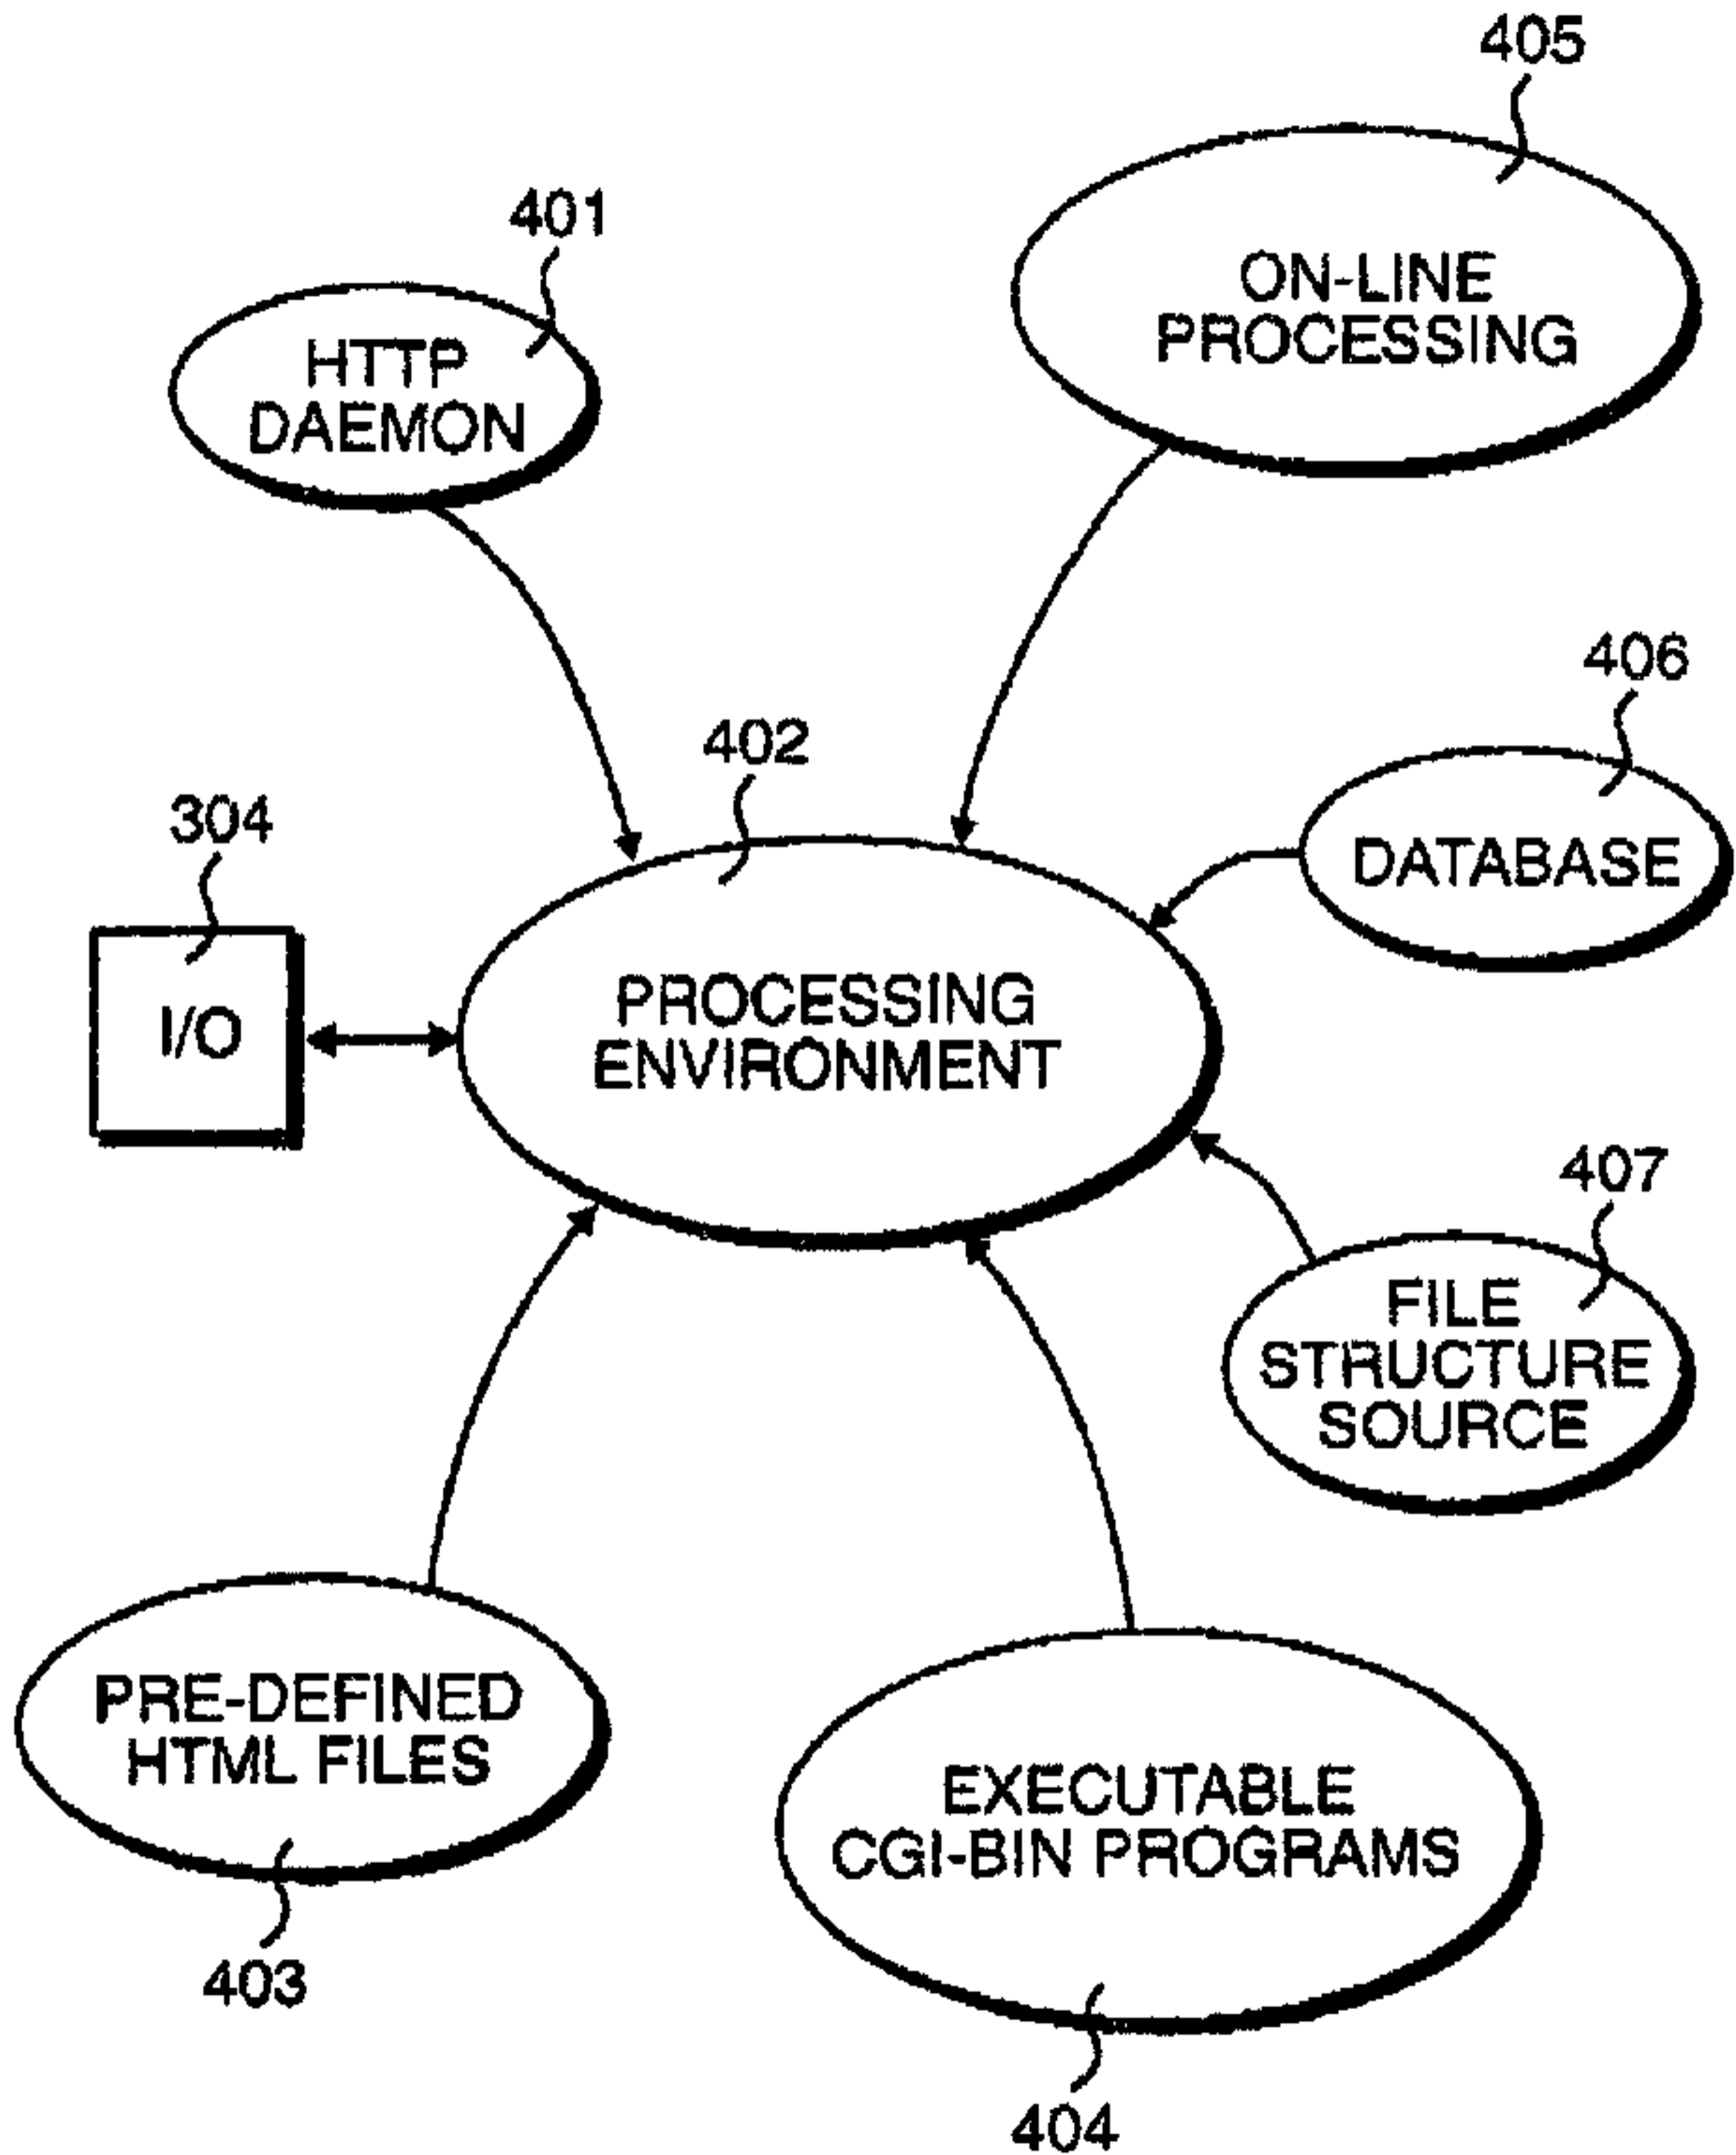 405
401
ON-LINE
PROCESSING
HTTP
DAEMON
406
402
304
DATABASE
PROCESSING
ENVIRONMENT
I/O
407
FILE
STRUCTURE
SOURCE
PRE-DEFINED
HTML FILES
EXECUTABLE
CGI-BIN PROGRAMS
403
404